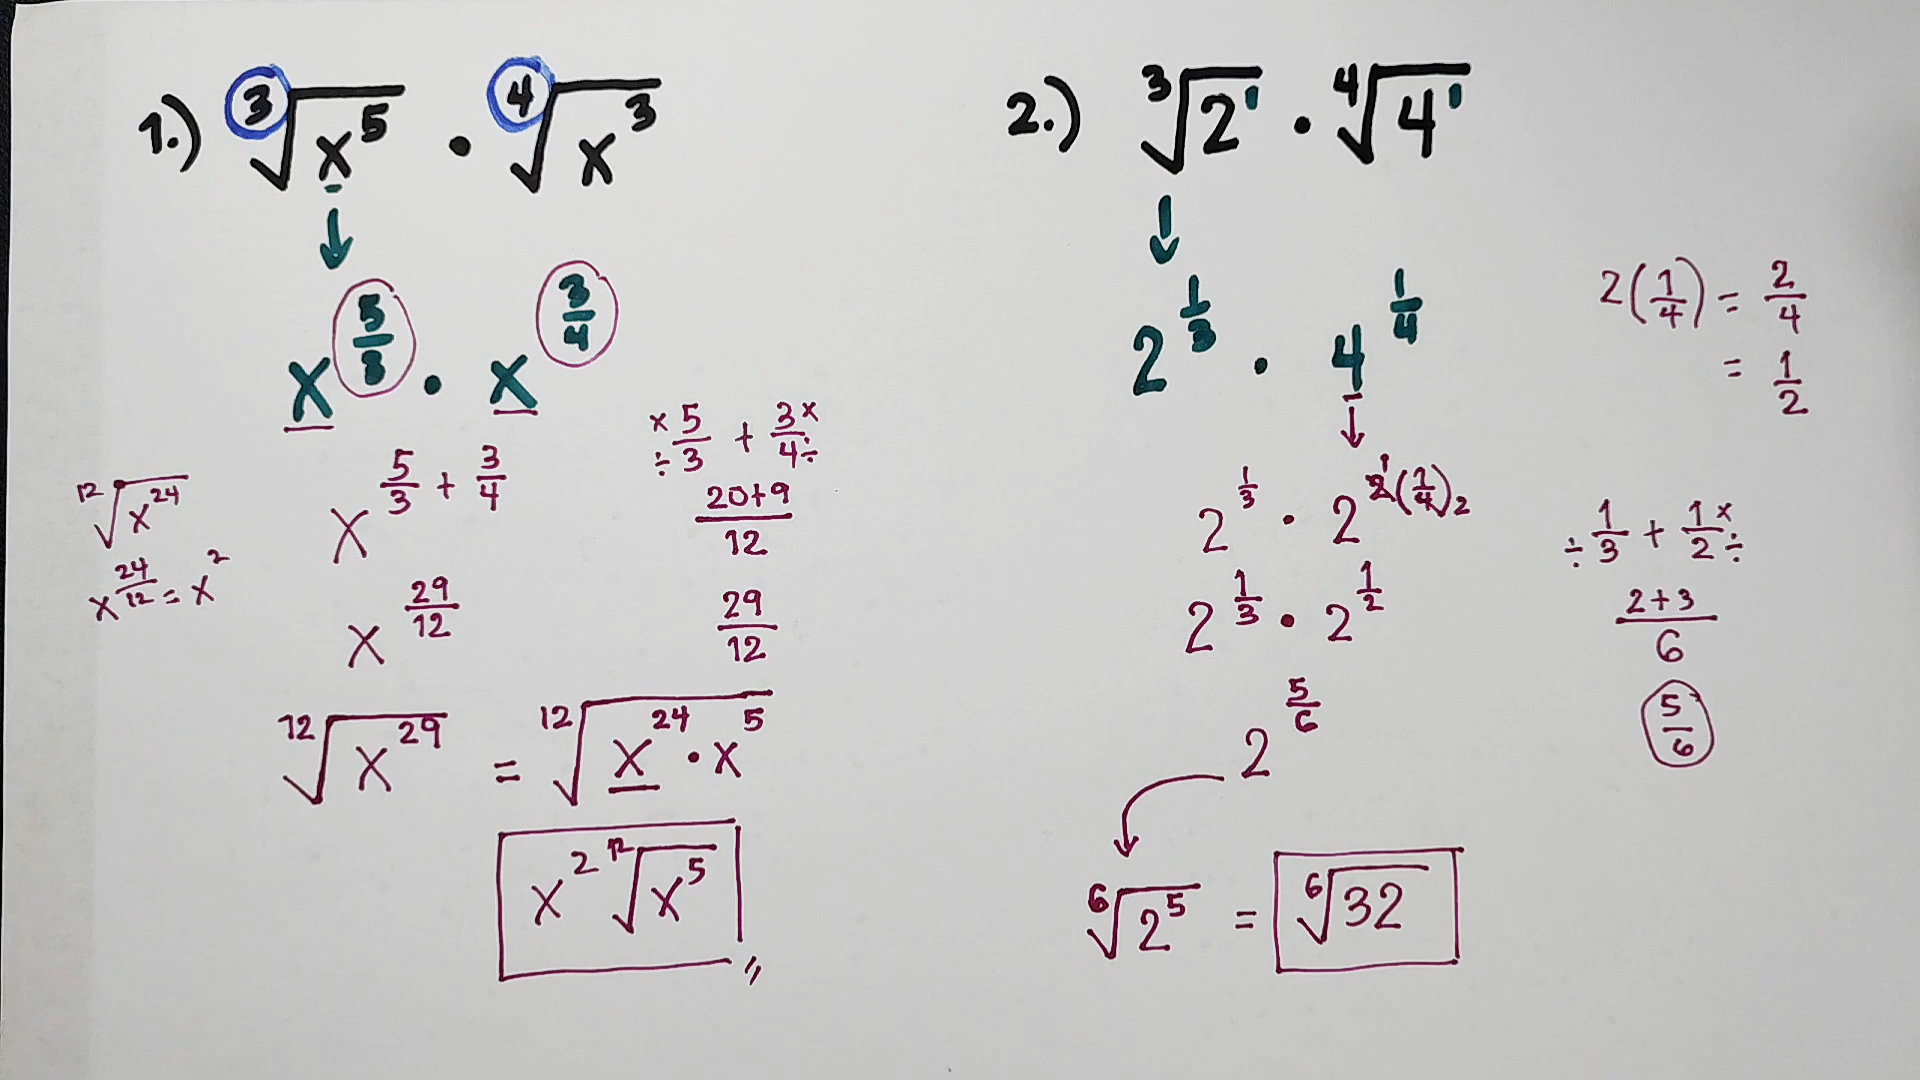 1.) ∛(x⁵) · ∜(x³)
↓
x^(5/3) · x^(3/4)
x^(5/3 + 3/4)
x^(29/12)
¹²√(x²⁹) = ¹²√(x²⁴ · x⁵)
x² ¹²√(x⁵)
¹²√(x²⁴)
x^(24/12) = x²
× 5/3 + 3/4 ×
÷ ÷
(20+9)/12
29/12
2.) ∛(2¹) · ∜(4¹)
↓
2^(1/3) · 4^(1/4)
↓
2^(1/3) · 2^(2(1/4)) 1 2
2^(1/3) · 2^(1/2)
2^(5/6)
⁶√(2⁵) = ⁶√32
2(1/4) = 2/4
= 1/2
÷ 1/3 + 1/2 × ÷
(2+3)/6
5/6